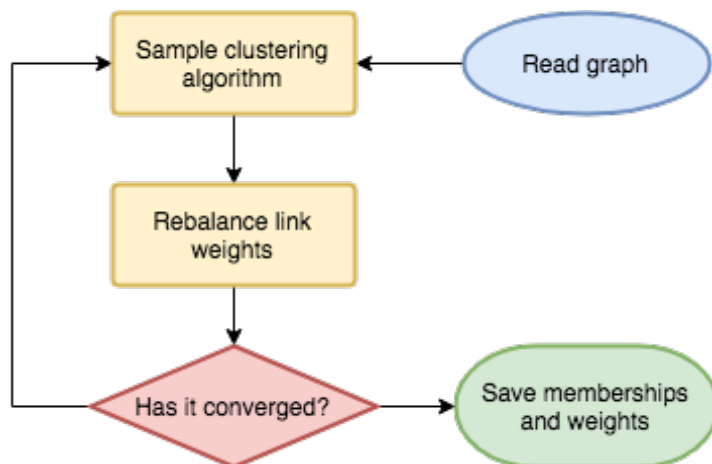 Sample clustering
algorithm
Read graph
Rebalance link
weights
Has it converged?
Save memberships
and weights